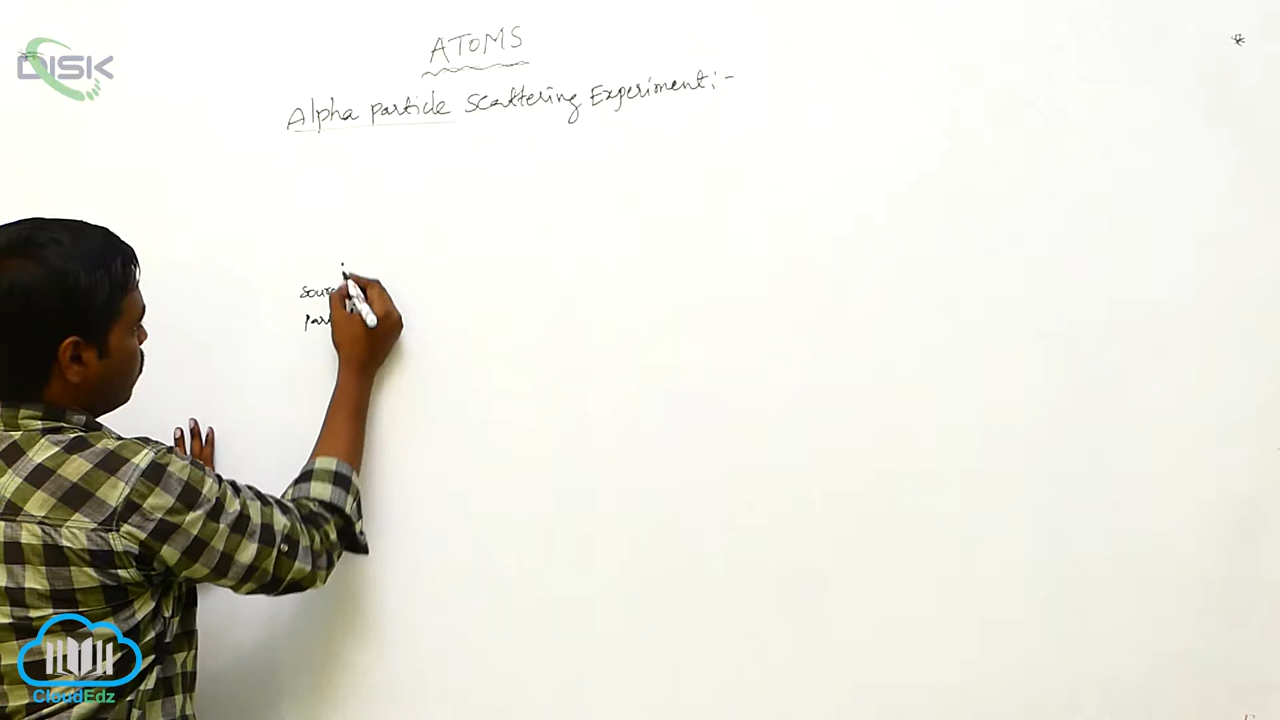 DISK
ATOMS
Alpha particle Scattering Experiment:-
CloudEdz